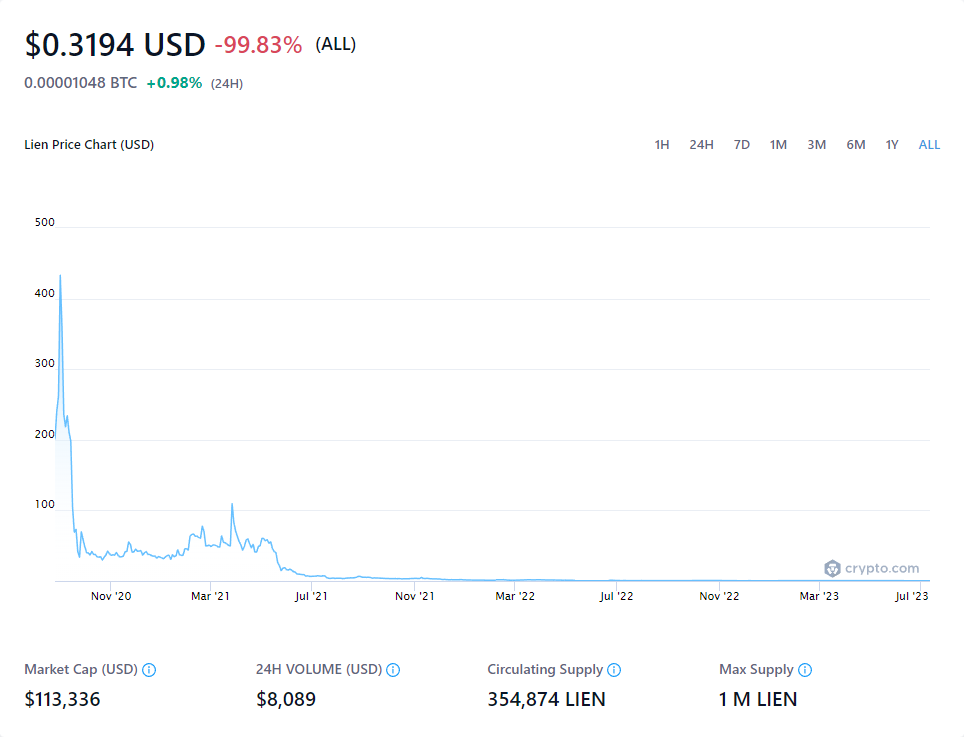 $0.3194 USD -99.83% (ALL)
0.00001048 BTC +0.98% (24H)
Lien Price Chart (USD) 1H 24H 7D 1M 3M 6M 1Y ALL
500
400
300
200
100
crypto.com
Nov '20 Mar '21 Jul '21 Nov '21 Mar '22 Jul '22 Nov '22 Mar '23 Jul '23
Market Cap (USD) 24H VOLUME (USD) Circulating Supply Max Supply
$113,336 $8,089 354,874 LIEN 1 M LIEN